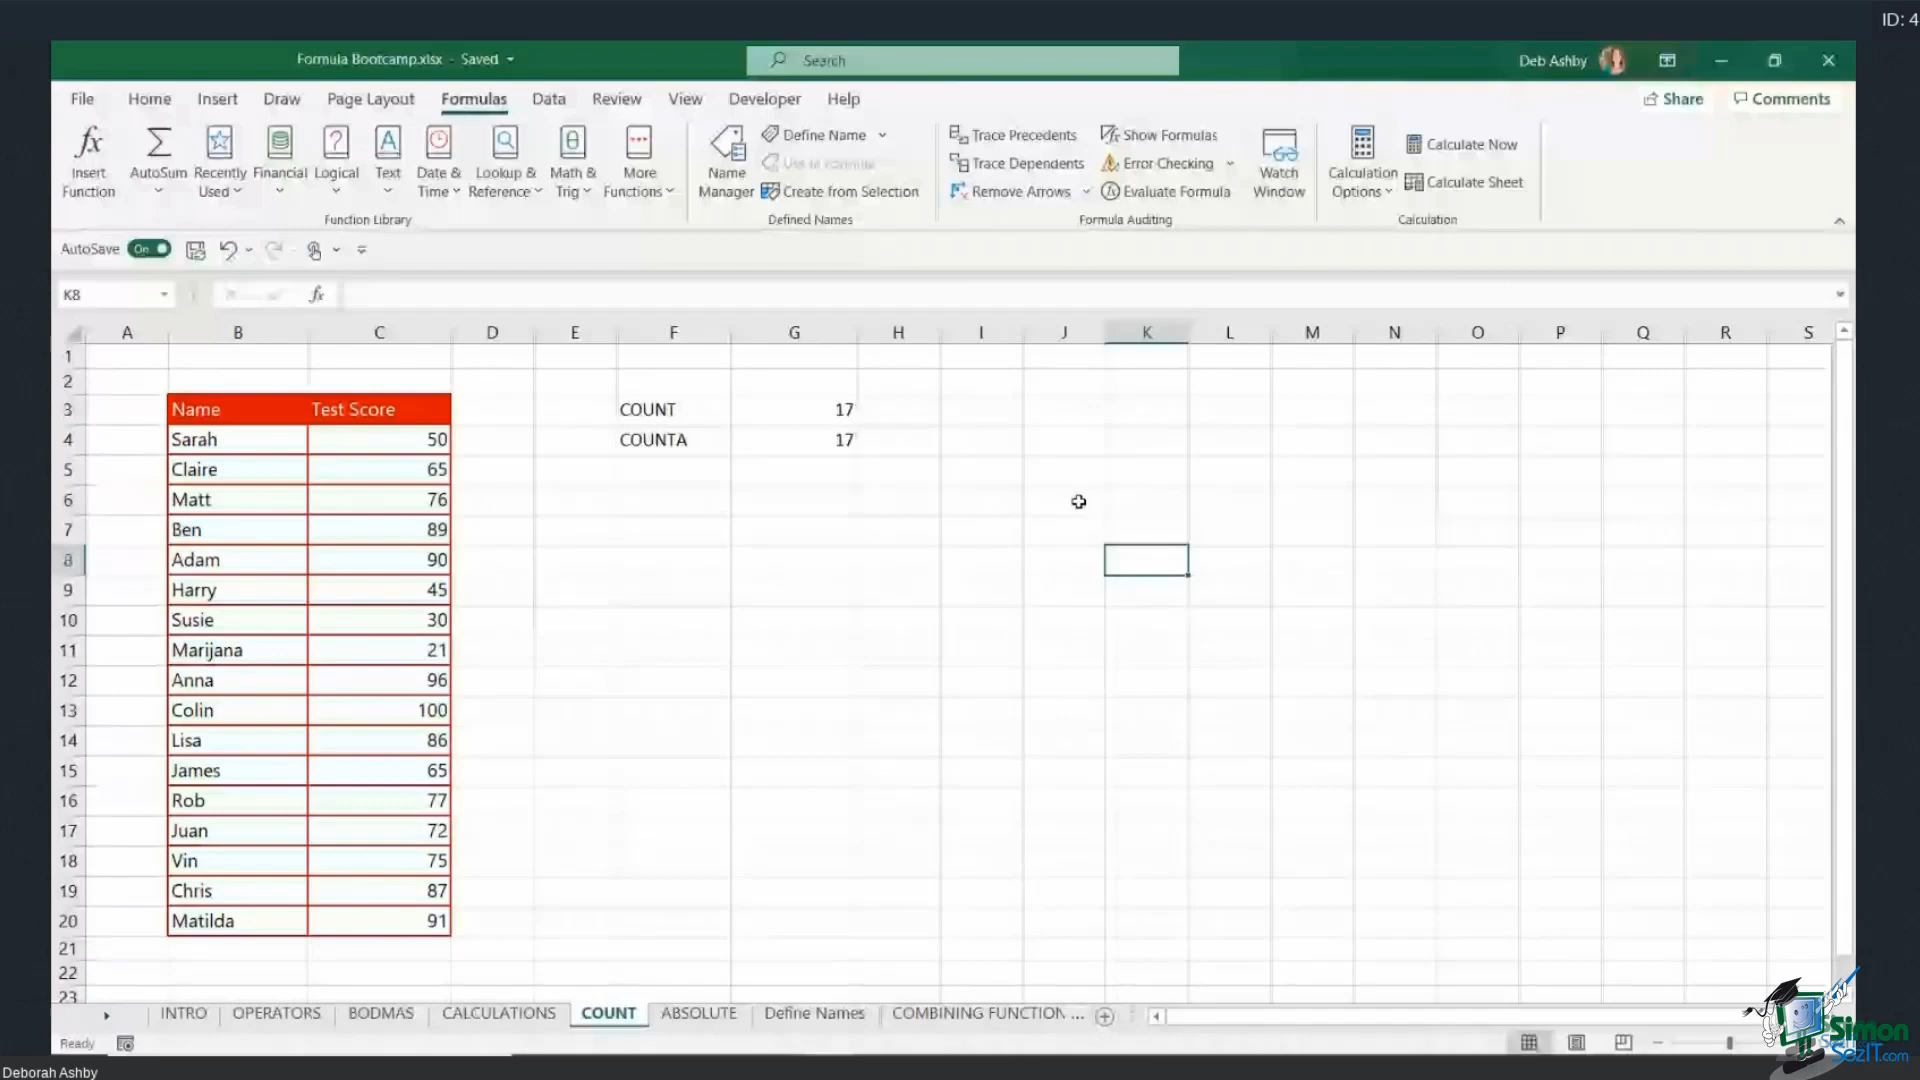 ID: 4
Formula Bootcamp.xlsx - Saved
Search
Deb Ashby
File Home Insert Draw Page Layout Formulas Data Review View Developer Help
Share Comments
Insert Function
AutoSum
Recently Used
Financial
Logical
Text
Date & Time
Lookup & Reference
Math & Trig
More Functions
Function Library
Name Manager
Define Name
Create from Selection
Defined Names
Trace Precedents
Trace Dependents
Remove Arrows
Show Formulas
Error Checking
Evaluate Formula
Formula Auditing
Watch Window
Calculation Options
Calculate Now
Calculate Sheet
Calculation
AutoSave On
K8
fx
A B C D E F G H I J K L M N O P Q R S
1
2
3 Name Test Score COUNT 17
4 Sarah 50 COUNTA 17
5 Claire 65
6 Matt 76
7 Ben 89
8 Adam 90
9 Harry 45
10 Susie 30
11 Marijana 21
12 Anna 96
13 Colin 100
14 Lisa 86
15 James 65
16 Rob 77
17 Juan 72
18 Vin 75
19 Chris 87
20 Matilda 91
21
22
23
INTRO OPERATORS BODMAS CALCULATIONS COUNT ABSOLUTE Define Names COMBINING FUNCTION ...
Ready
Simon
SezIT.com
Deborah Ashby